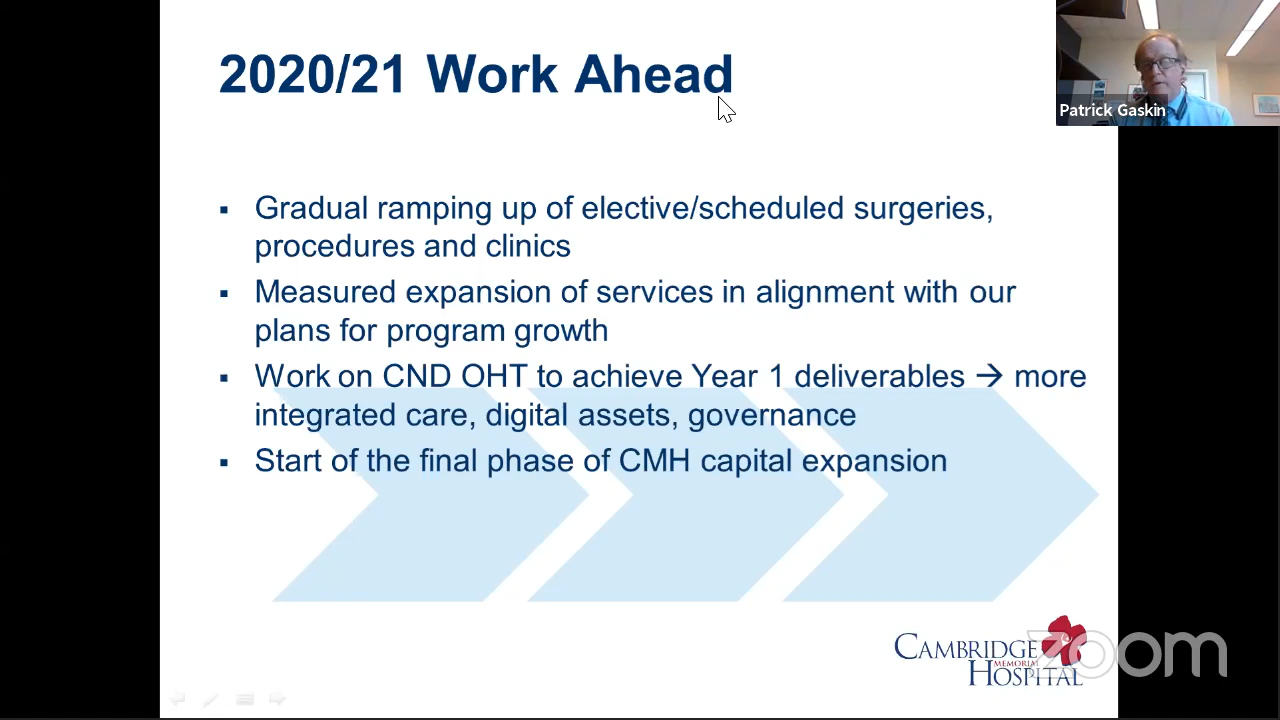 2020/21 Work Ahead
Patrick Gaskin
▪ Gradual ramping up of elective/scheduled surgeries,
procedures and clinics
▪ Measured expansion of services in alignment with our
plans for program growth
▪ Work on CND OHT to achieve Year 1 deliverables → more
integrated care, digital assets, governance
▪ Start of the final phase of CMH capital expansion
CAMBRIDGE
MEMORIAL
HOSPITAL
zoom